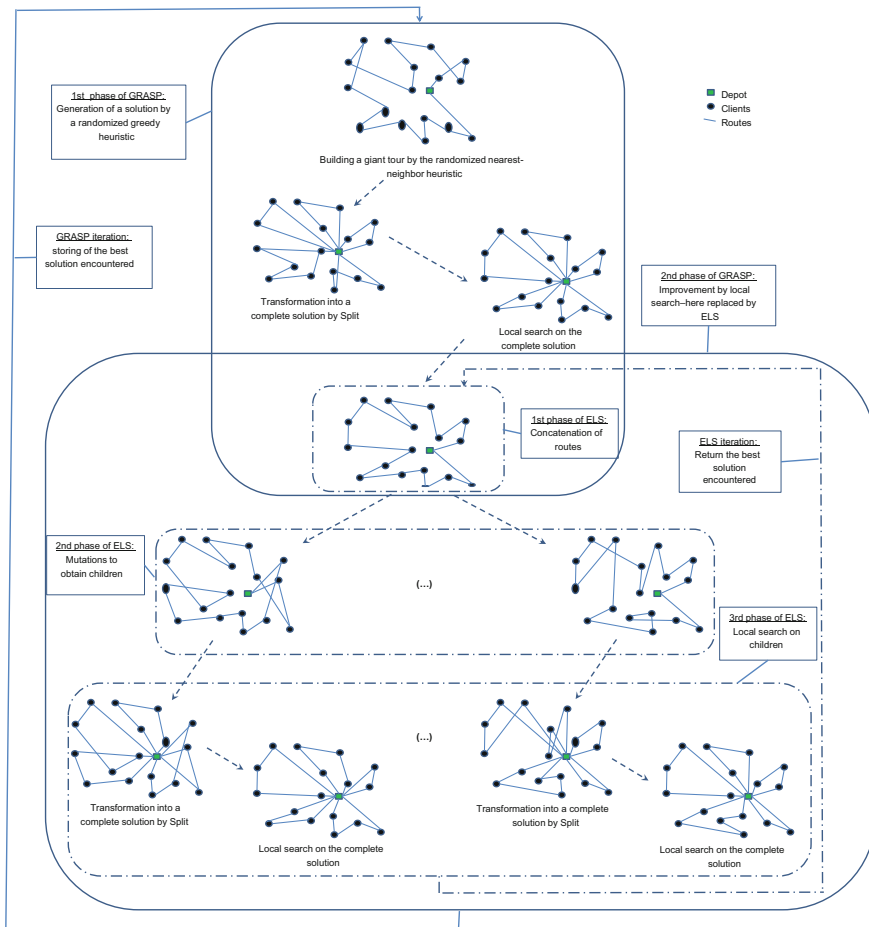 1st phase of GRASP:
Generation of a solution by
a randomized greedy
heuristic
Depot
Clients
Routes
Building a giant tour by the randomized nearest-
neighbor heuristic
GRASP iteration:
storing of the best
solution encountered
Transformation into a
complete solution by Split
Local search on the
complete solution
2nd phase of GRASP:
Improvement by local
search–here replaced by
ELS
1st phase of ELS:
Concatenation of
routes
ELS iteration:
Return the best
solution
encountered
2nd phase of ELS:
Mutations to
obtain children
(...)
3rd phase of ELS:
Local search on
children
(...)
Transformation into a
complete solution by Split
Local search on the complete
solution
Transformation into a complete
solution by Split
Local search on the complete
solution